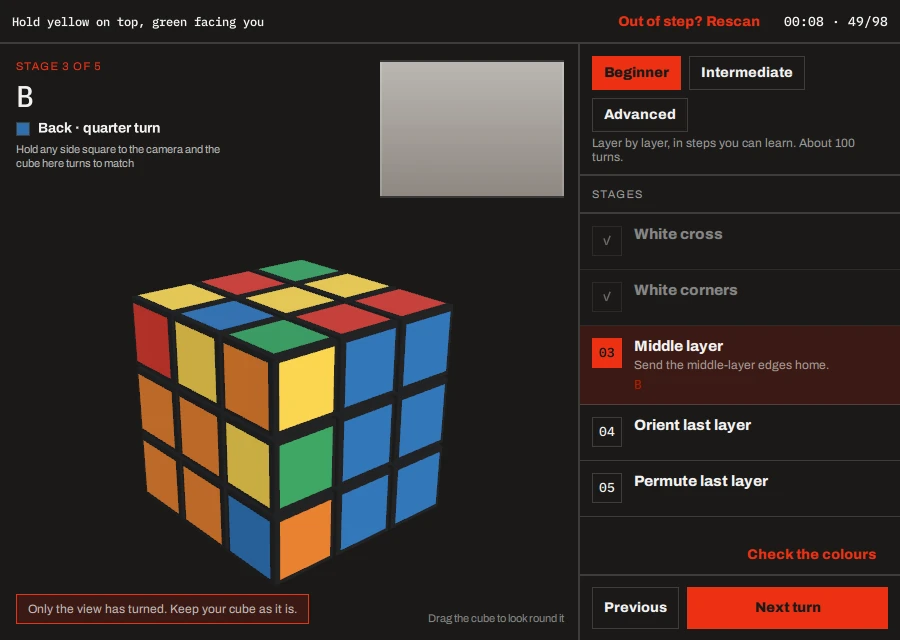 Hold yellow on top, green facing you
Out of step? Rescan
00:08 · 49/98
STAGE 3 OF 5
B
Back · quarter turn
Hold any side square to the camera and the
cube here turns to match
Only the view has turned. Keep your cube as it is.
Drag the cube to look round it
Beginner
Intermediate
Advanced
Layer by layer, in steps you can learn. About 100
turns.
STAGES
√
White cross
√
White corners
03
Middle layer
Send the middle-layer edges home.
B
04
Orient last layer
05
Permute last layer
Check the colours
Previous
Next turn